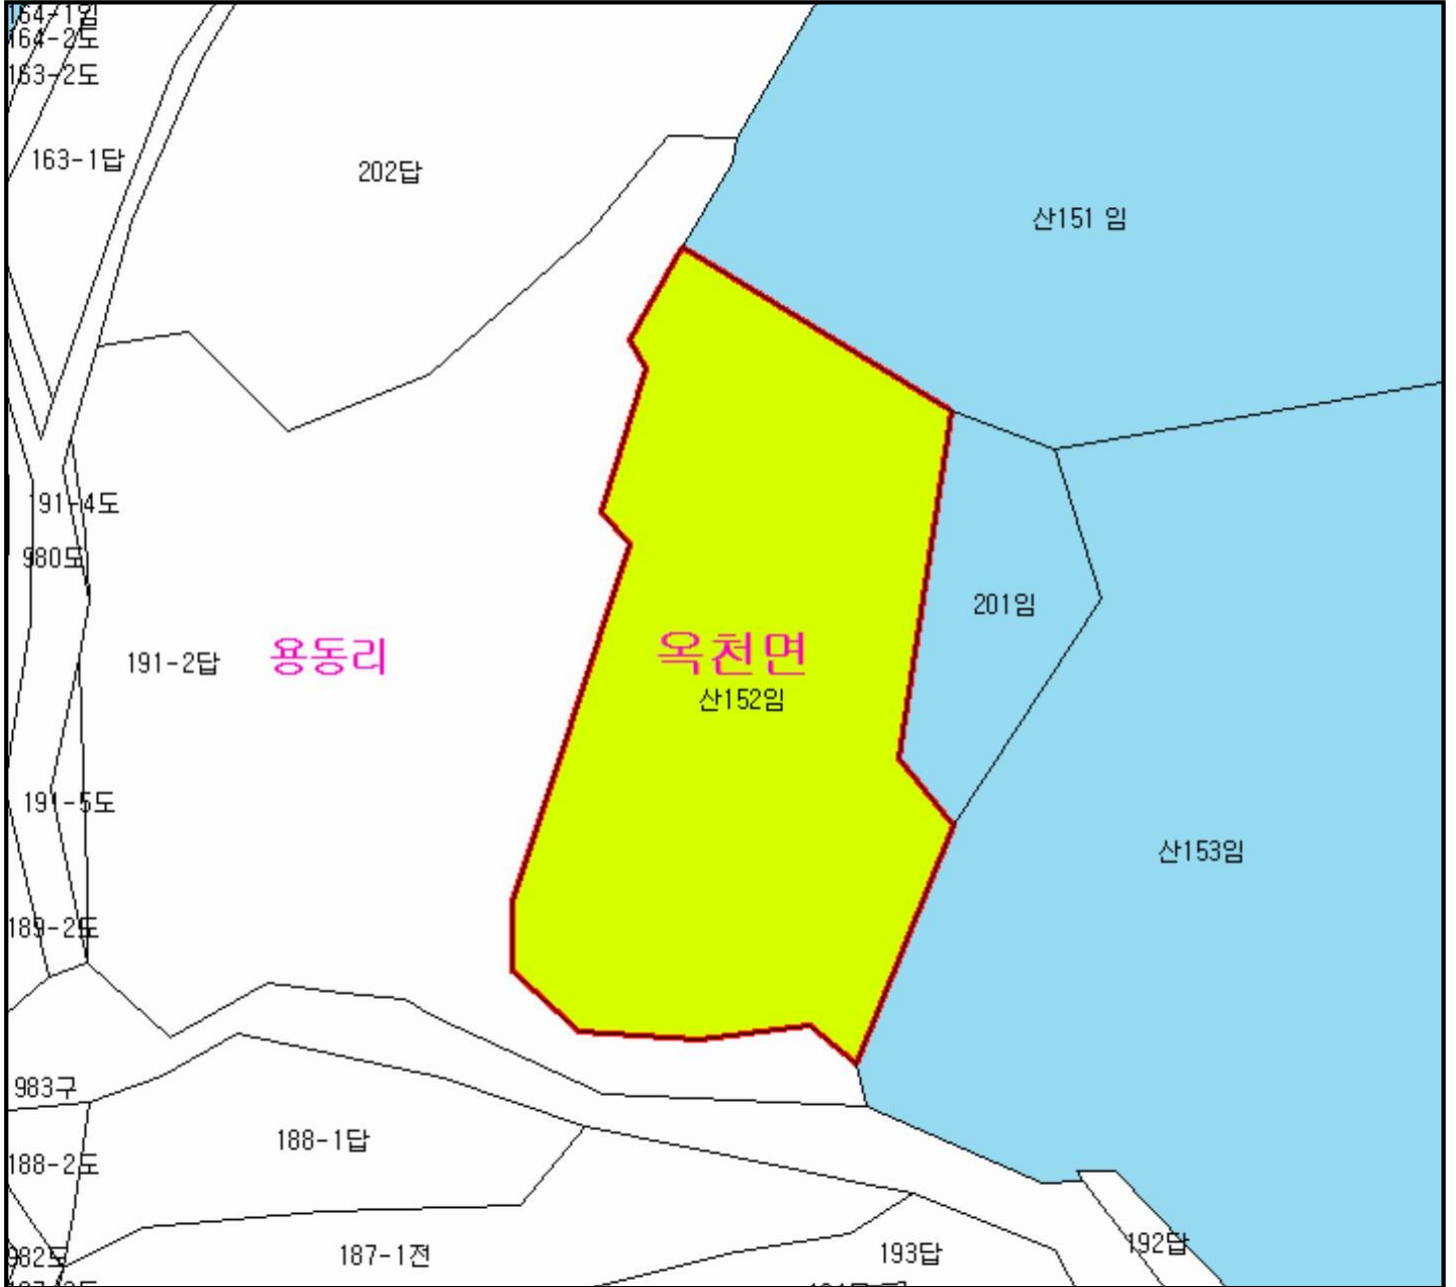 164-1임
164-2도
163-2도
163-1답
202답
산151 임
191-4도
980도
201임
191-2답
용동리
옥천면
산152임
191-5도
산153임
189-2도
983구
188-1답
188-2도
192답
982도
187-1전
193답